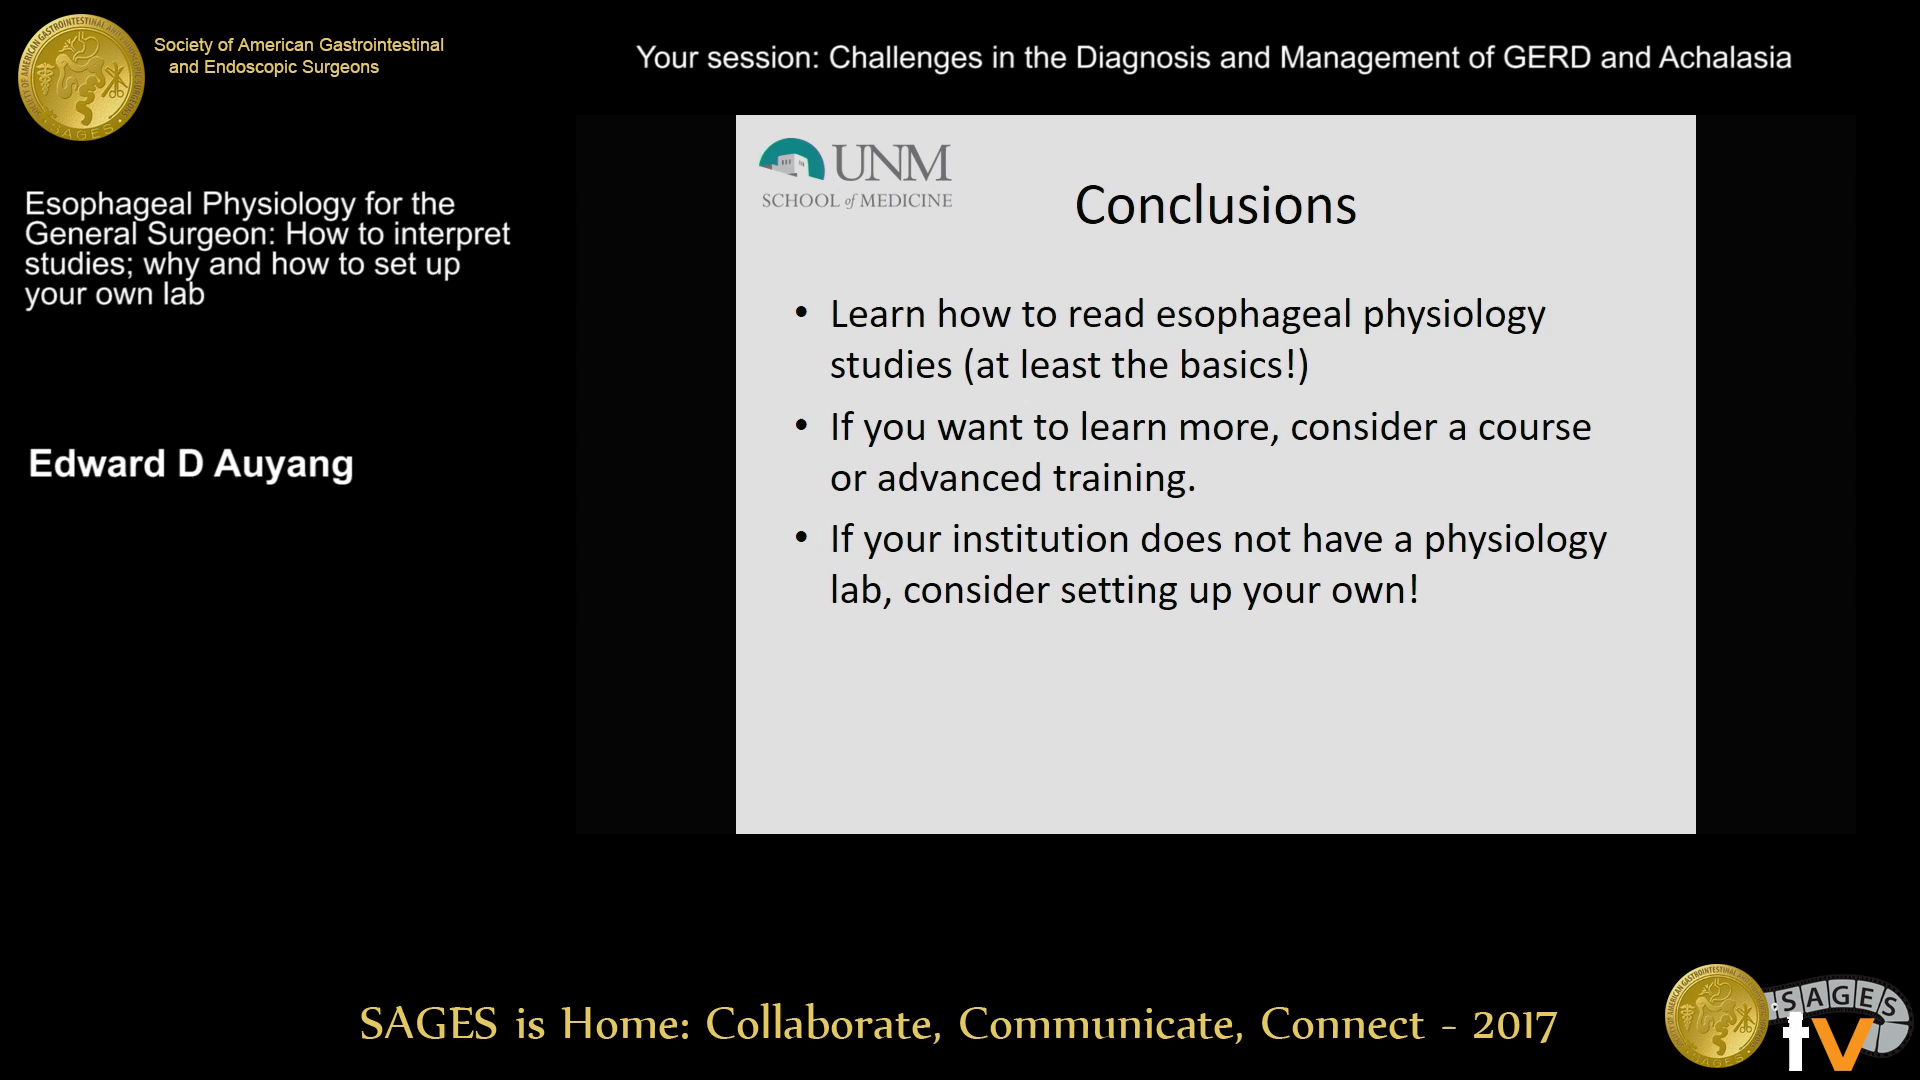 Society of American Gastrointestinal
and Endoscopic Surgeons
Your session: Challenges in the Diagnosis and Management of GERD and Achalasia
Esophageal Physiology for the
General Surgeon: How to interpret
studies; why and how to set up
your own lab
Edward D Auyang
UNM
SCHOOL of MEDICINE
Conclusions
• Learn how to read esophageal physiology
studies (at least the basics!)
• If you want to learn more, consider a course
or advanced training.
• If your institution does not have a physiology
lab, consider setting up your own!
SAGES is Home: Collaborate, Communicate, Connect - 2017
SAGES
tv